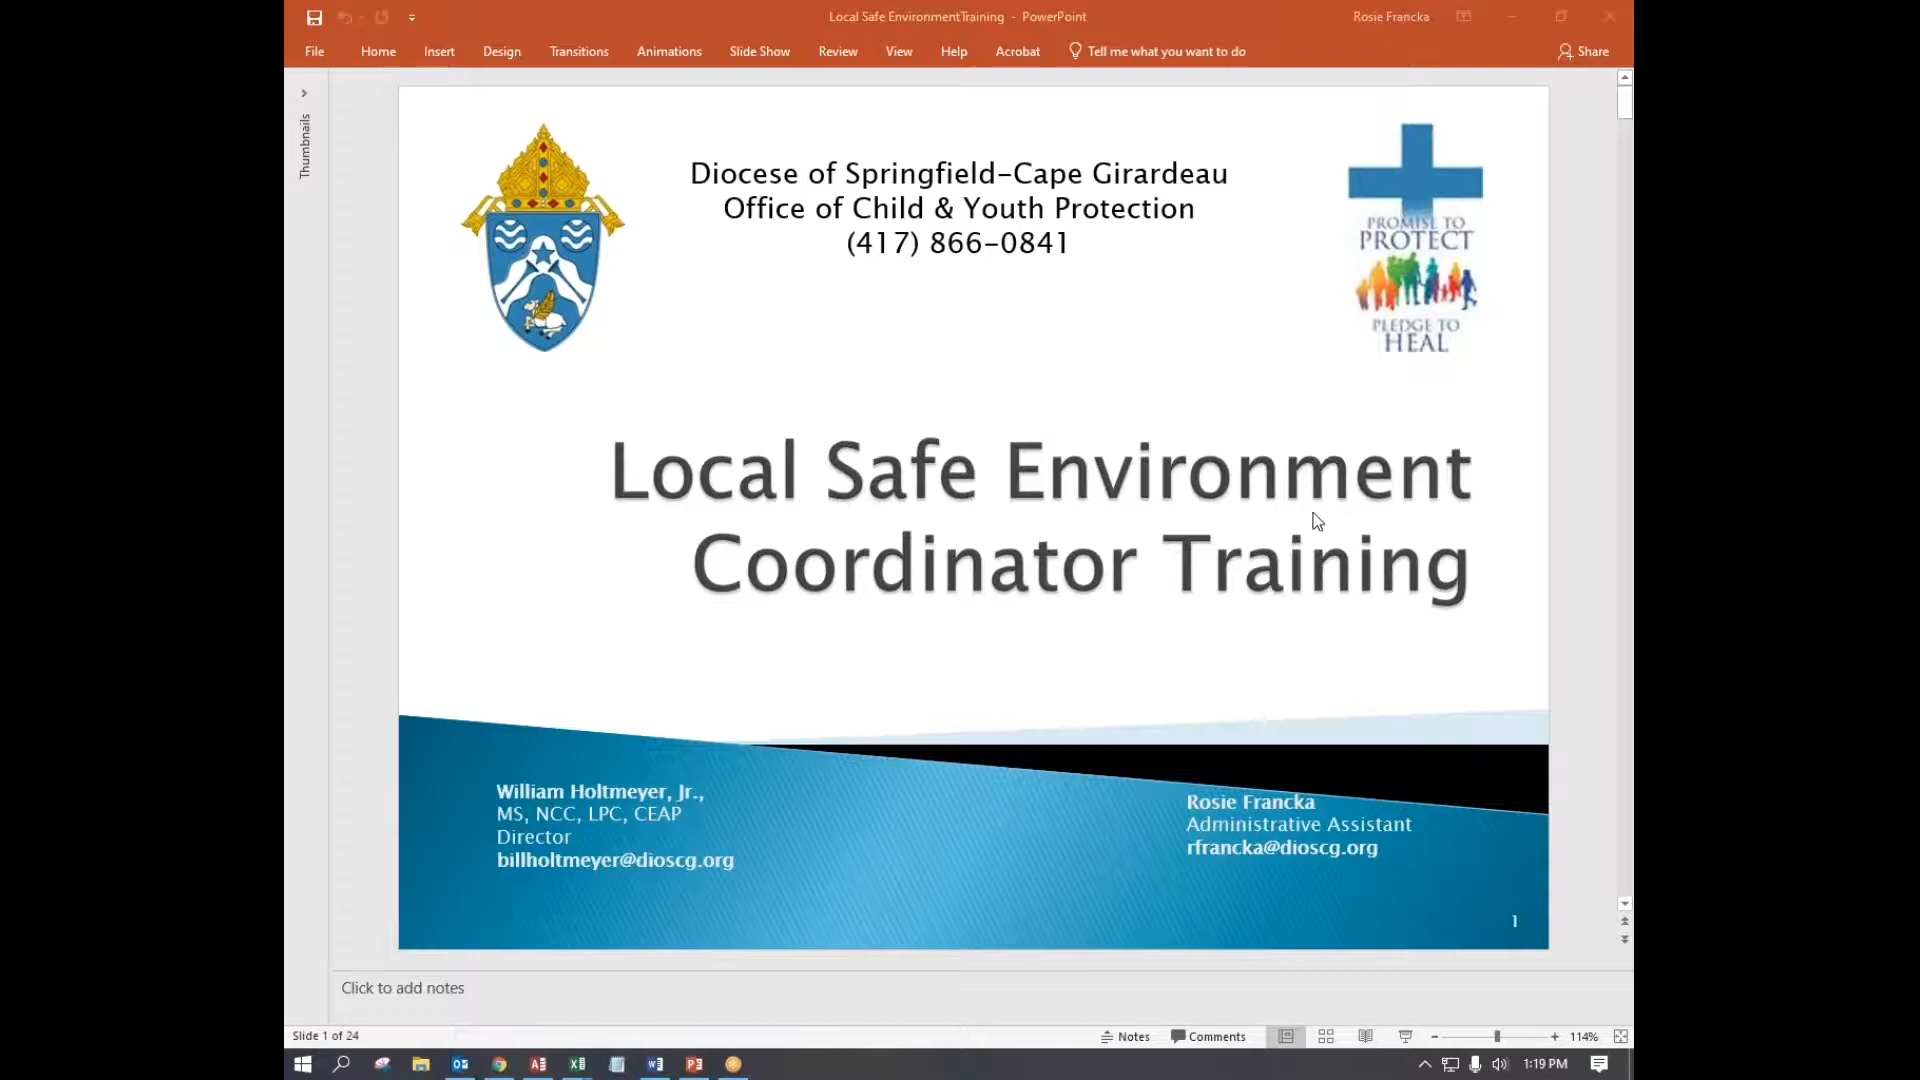 Local Safe EnvironmentTraining - PowerPoint
Rosie Francka
File Home Insert Design Transitions Animations Slide Show Review View Help Acrobat Tell me what you want to do Share
Thumbnails
Diocese of Springfield-Cape Girardeau
Office of Child & Youth Protection
(417) 866-0841
PROMISE TO
PROTECT
PLEDGE TO
HEAL
Local Safe Environment
Coordinator Training
William Holtmeyer, Jr.,
MS, NCC, LPC, CEAP
Director
billholtmeyer@dioscg.org
Rosie Francka
Administrative Assistant
rfrancka@dioscg.org
1
Click to add notes
Slide 1 of 24
Notes Comments 114%
1:19 PM